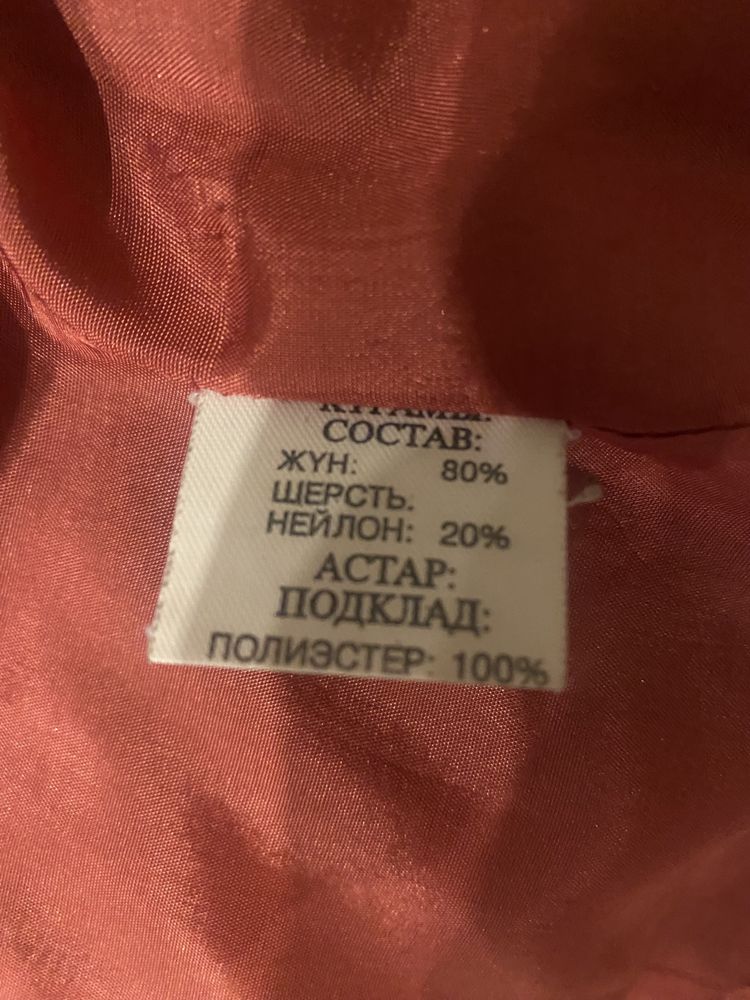 СОСТАВ:
ЖҮН: 80%
ШЕРСТЬ.
НЕЙЛОН: 20%
АСТАР:
ПОДКЛАД:
ПОЛИЭСТЕР: 100%